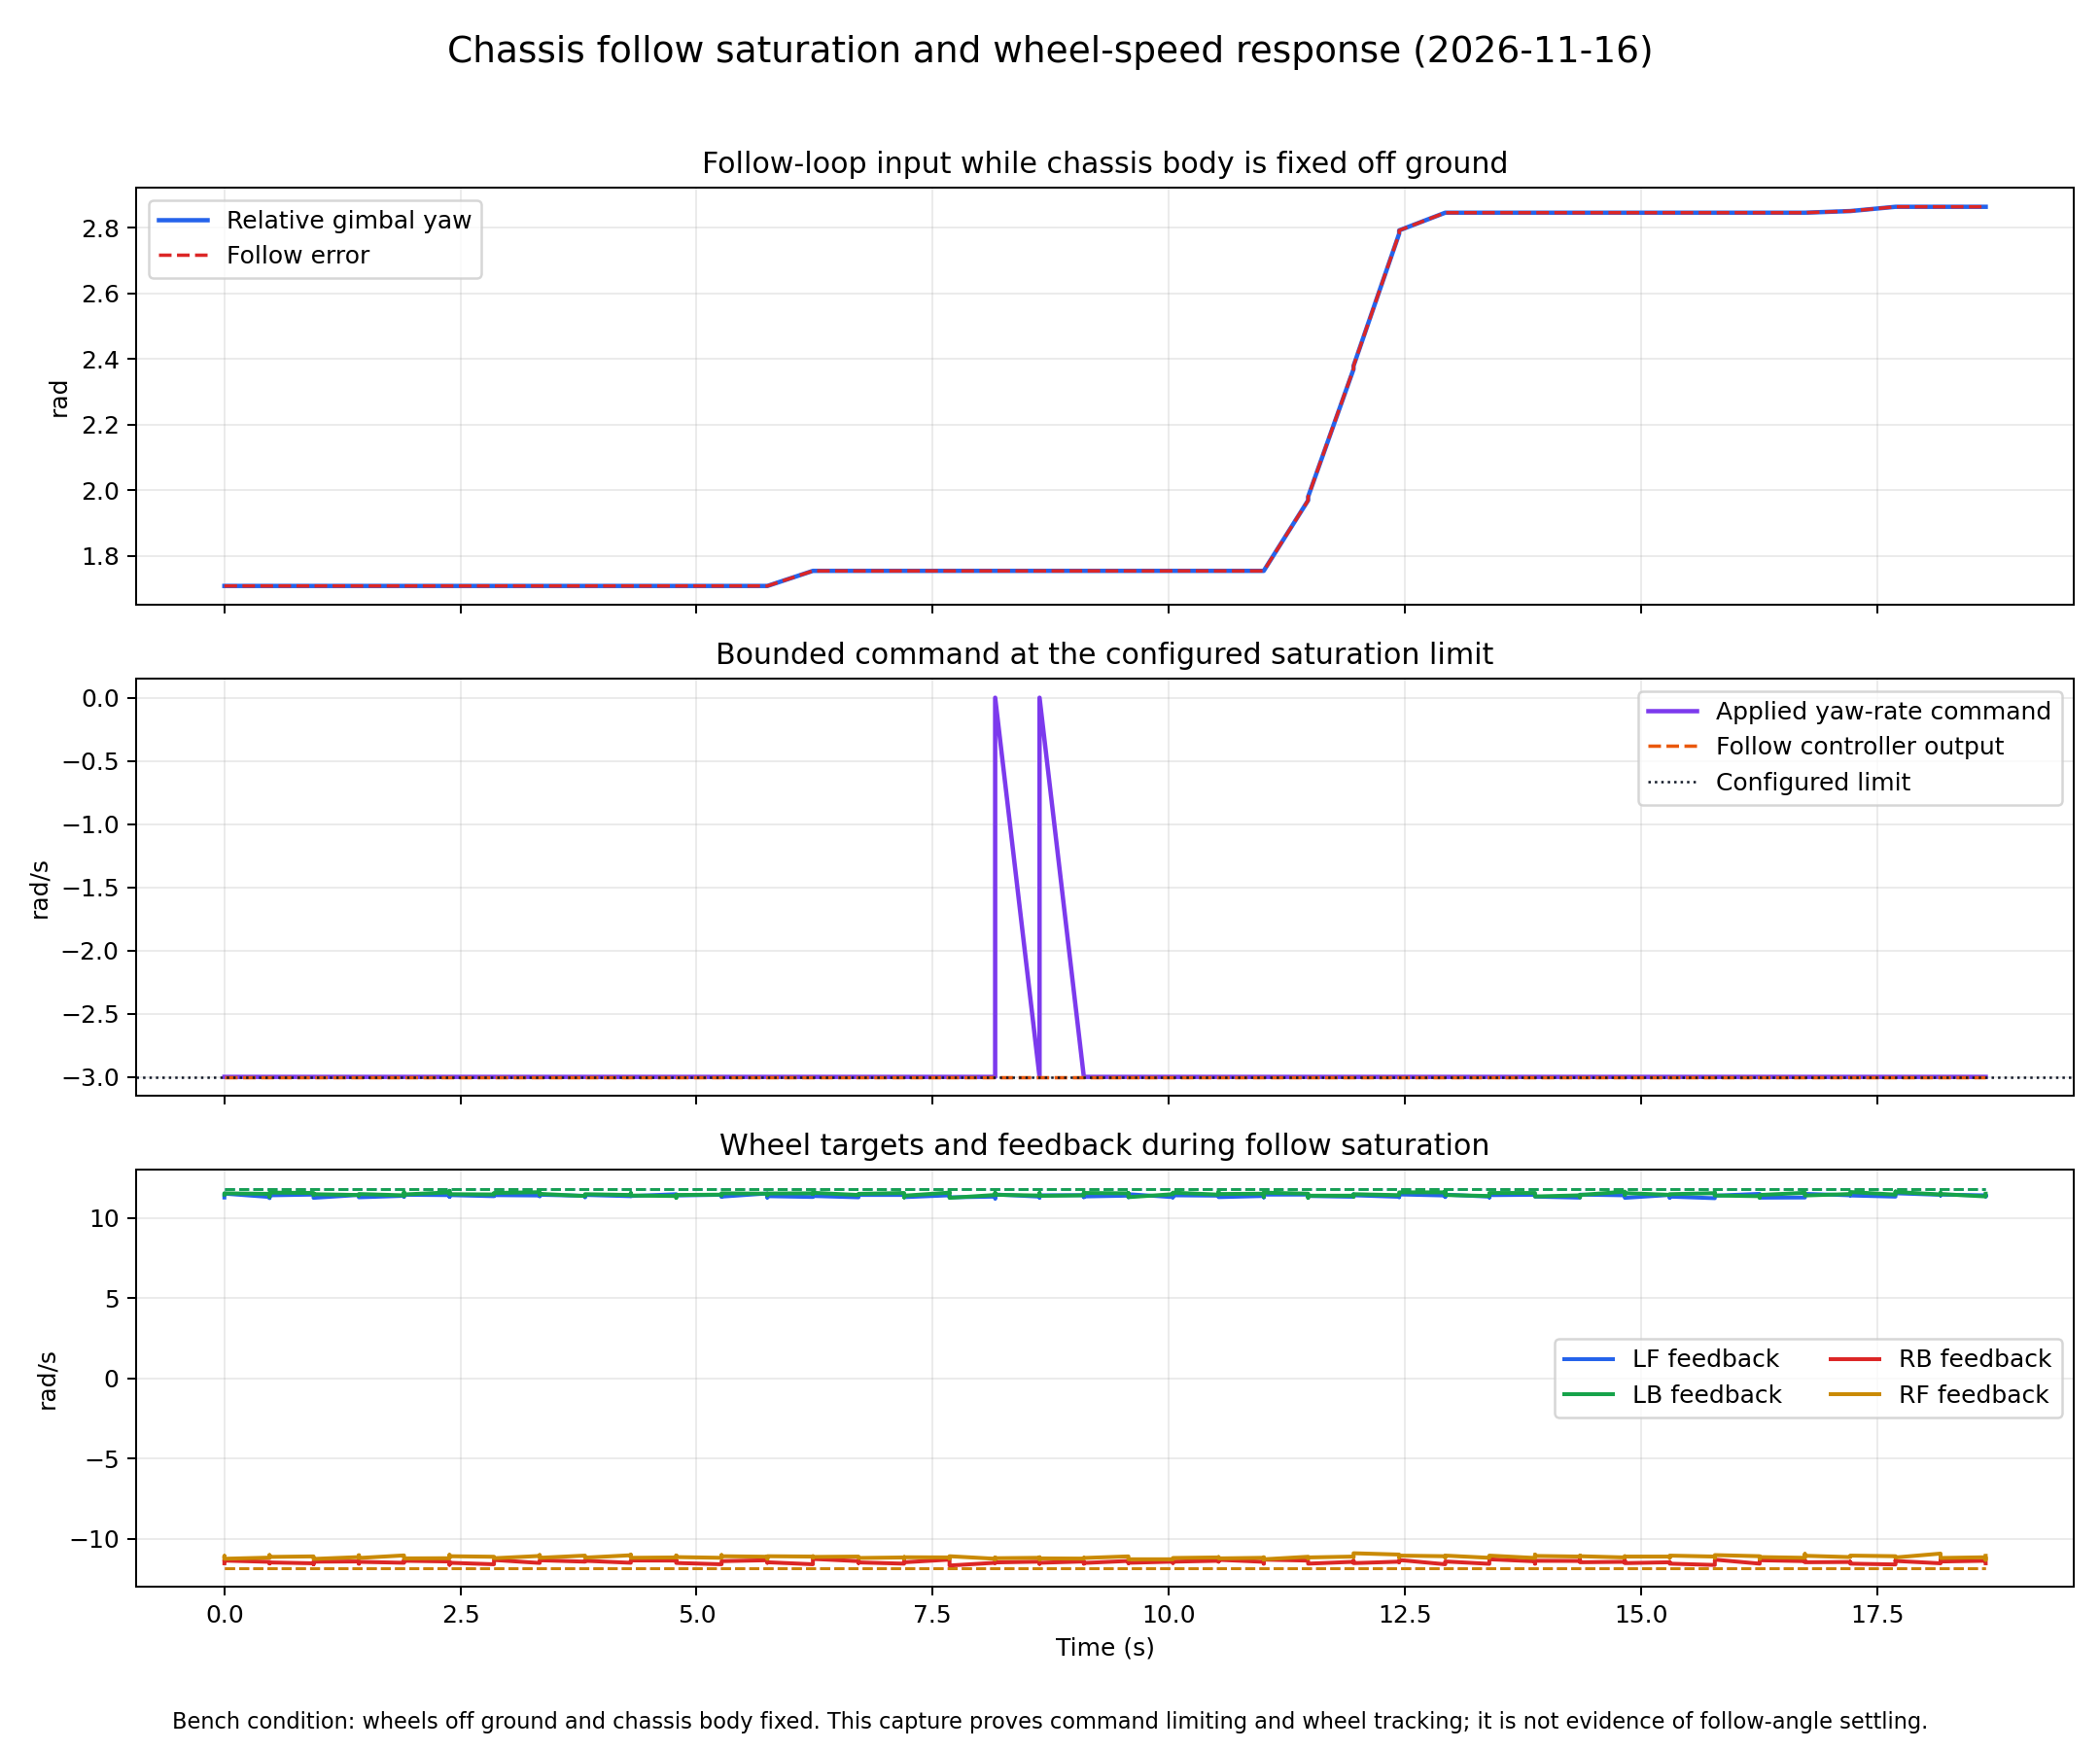 Chassis follow saturation and wheel-speed response (2026-11-16)
Follow-loop input while chassis body is fixed off ground
Relative gimbal yaw
Follow error
2.8
2.6
2.4
2.2
2.0
1.8
rad
Bounded command at the configured saturation limit
Applied yaw-rate command
Follow controller output
Configured limit
0.0
−0.5
−1.0
−1.5
−2.0
−2.5
−3.0
rad/s
Wheel targets and feedback during follow saturation
LF feedback
LB feedback
RB feedback
RF feedback
10
5
0
−5
−10
rad/s
0.0 2.5 5.0 7.5 10.0 12.5 15.0 17.5
Time (s)
Bench condition: wheels off ground and chassis body fixed. This capture proves command limiting and wheel tracking; it is not evidence of follow-angle settling.